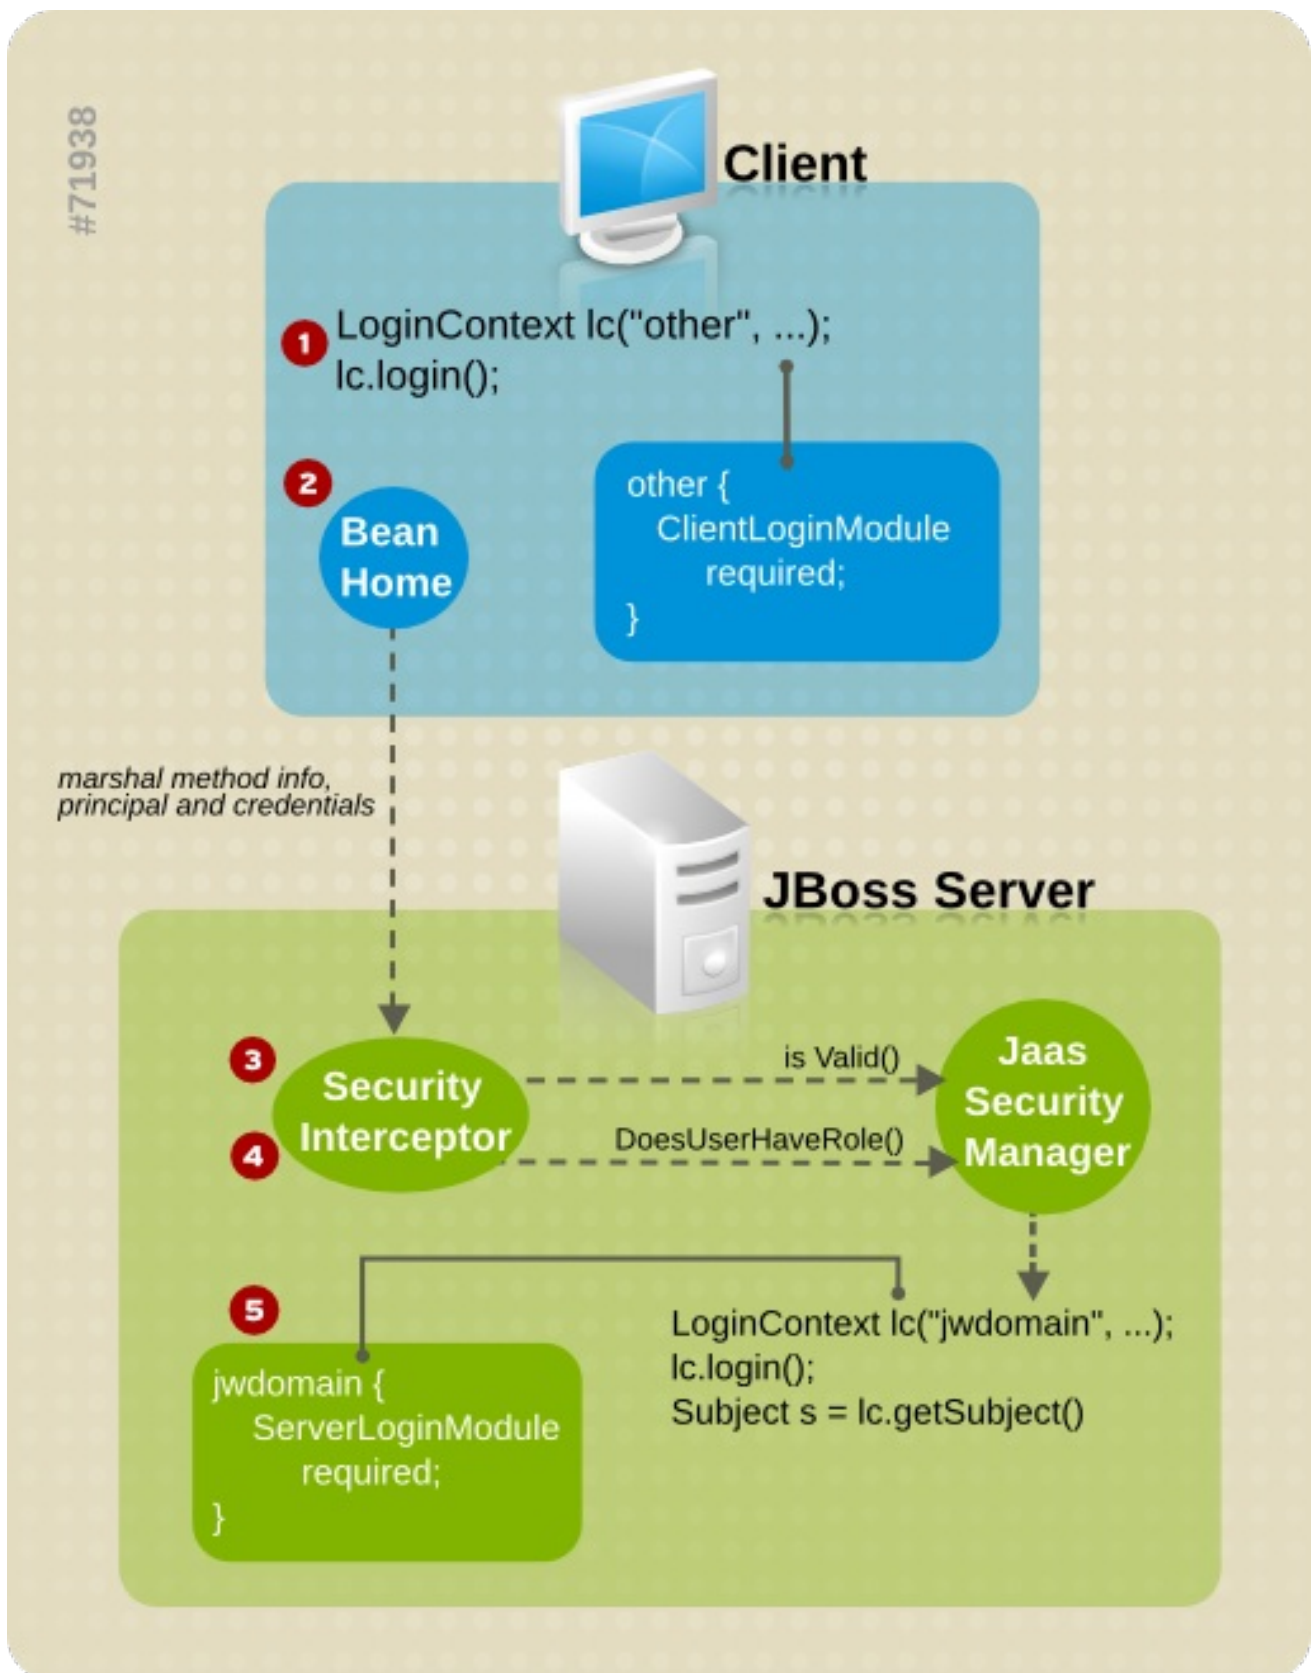 #71938
Client
1
LoginContext lc("other", ...);
lc.login();
2
Bean
Home
other {
ClientLoginModule
required;
}
marshal method info,
principal and credentials
JBoss Server
3
Security
Interceptor
4
is Valid()
DoesUserHaveRole()
Jaas
Security
Manager
5
jwdomain {
ServerLoginModule
required;
}
LoginContext lc("jwdomain", ...);
lc.login();
Subject s = lc.getSubject()